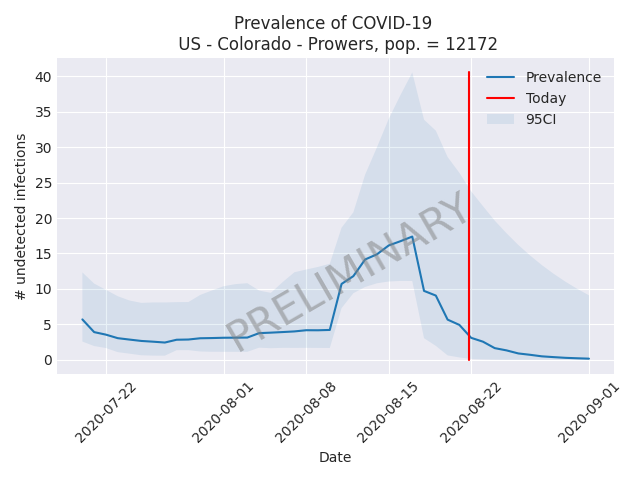 Prevalence of COVID-19
US - Colorado - Prowers, pop. = 12172
# undetected infections
40
35
30
25
20
15
10
5
0
Prevalence
Today
95CI
PRELIMINARY
2020-07-22
2020-08-01
2020-08-08
2020-08-15
2020-08-22
2020-09-01
Date